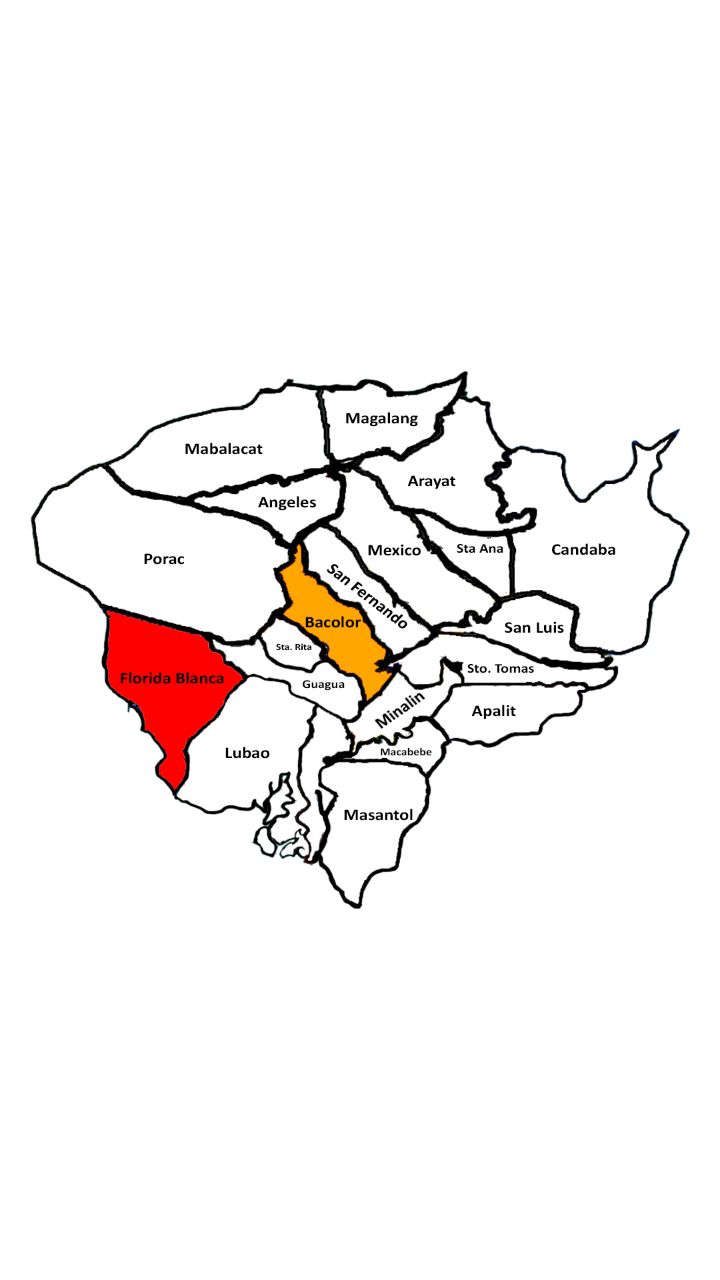 Magalang
Mabalacat
Arayat
Angeles
Mexico
Sta Ana
Candaba
Porac
San Fernando
Bacolor
San Luis
Sta. Rita
Sto. Tomas
Florida Blanca
Guagua
Minalin
Apalit
Lubao
Macabebe
Masantol